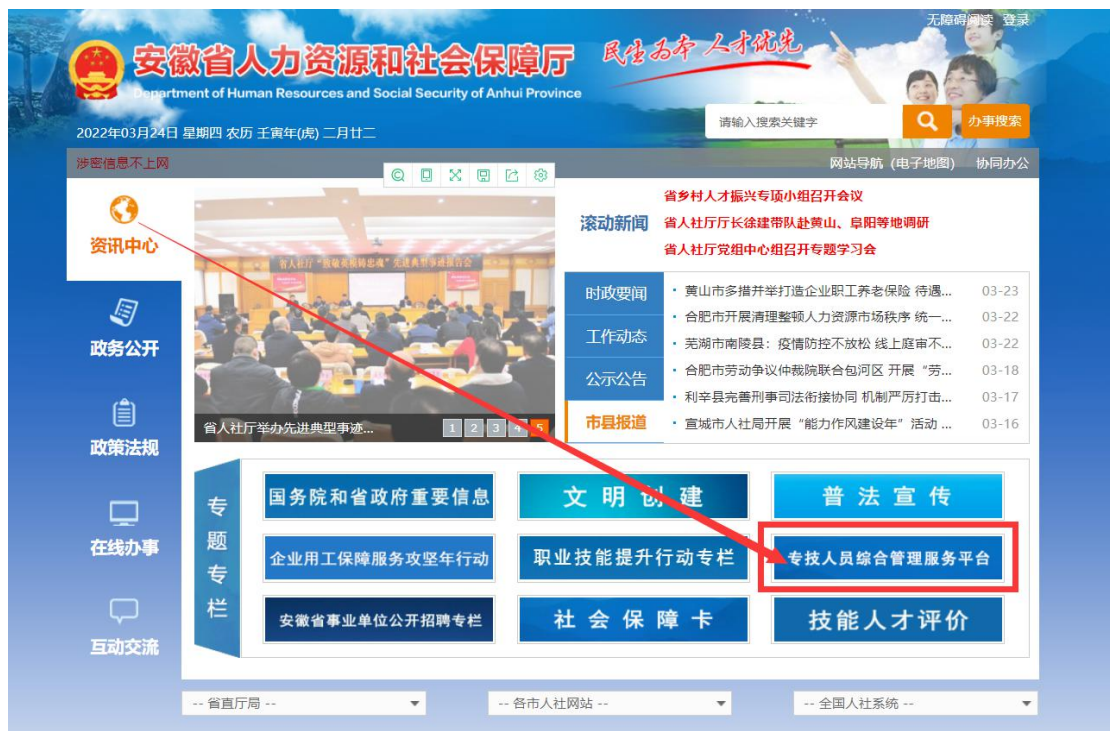 无障碍阅读 登录
安徽省人力资源和社会保障厅
民生为本 人才优先
Department of Human Resources and Social Security of Anhui Province
请输入搜索关键字
办事搜索
2022年03月24日 星期四 农历 壬寅年(虎) 二月廿二
涉密信息不上网
网站导航 (电子地图) 协同办公
资讯中心
政务公开
政策法规
在线办事
互动交流
省人社厅“致敬英模铸忠魂”先进典型事迹报告会
省人社厅举办先进典型事迹...
1 2 3 4 5
滚动新闻
省乡村人才振兴专项小组召开会议
省人社厅厅长徐建带队赴黄山、阜阳等地调研
省人社厅党组中心组召开专题学习会
时政要闻
工作动态
公示公告
市县报道
· 黄山市多措并举打造企业职工养老保险 待遇... 03-23
· 合肥市开展清理整顿人力资源市场秩序 统一... 03-22
· 芜湖市南陵县：疫情防控不放松 线上庭审不... 03-22
· 合肥市劳动争议仲裁院联合包河区 开展“劳... 03-18
· 利辛县完善刑事司法衔接协同 机制严厉打击... 03-17
· 宣城市人社局开展“能力作风建设年”活动 ... 03-16
专题专栏
国务院和省政府重要信息
文明创建
普法宣传
企业用工保障服务攻坚年行动
职业技能提升行动专栏
专技人员综合管理服务平台
安徽省事业单位公开招聘专栏
社会保障卡
技能人才评价
-- 省直厅局 --
-- 各市人社网站 --
-- 全国人社系统 --